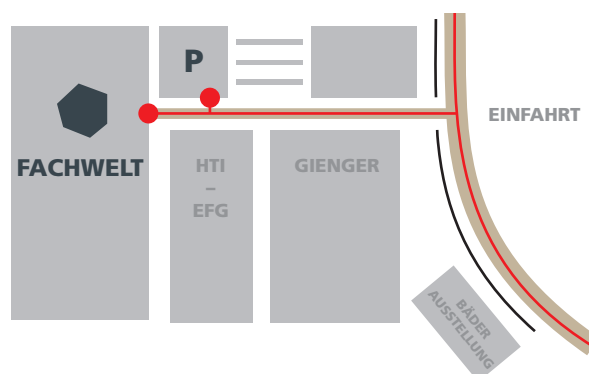 P
EINFAHRT
FACHWELT
HTI
–
EFG
GIENGER
BÄDER
AUSSTELLUNG